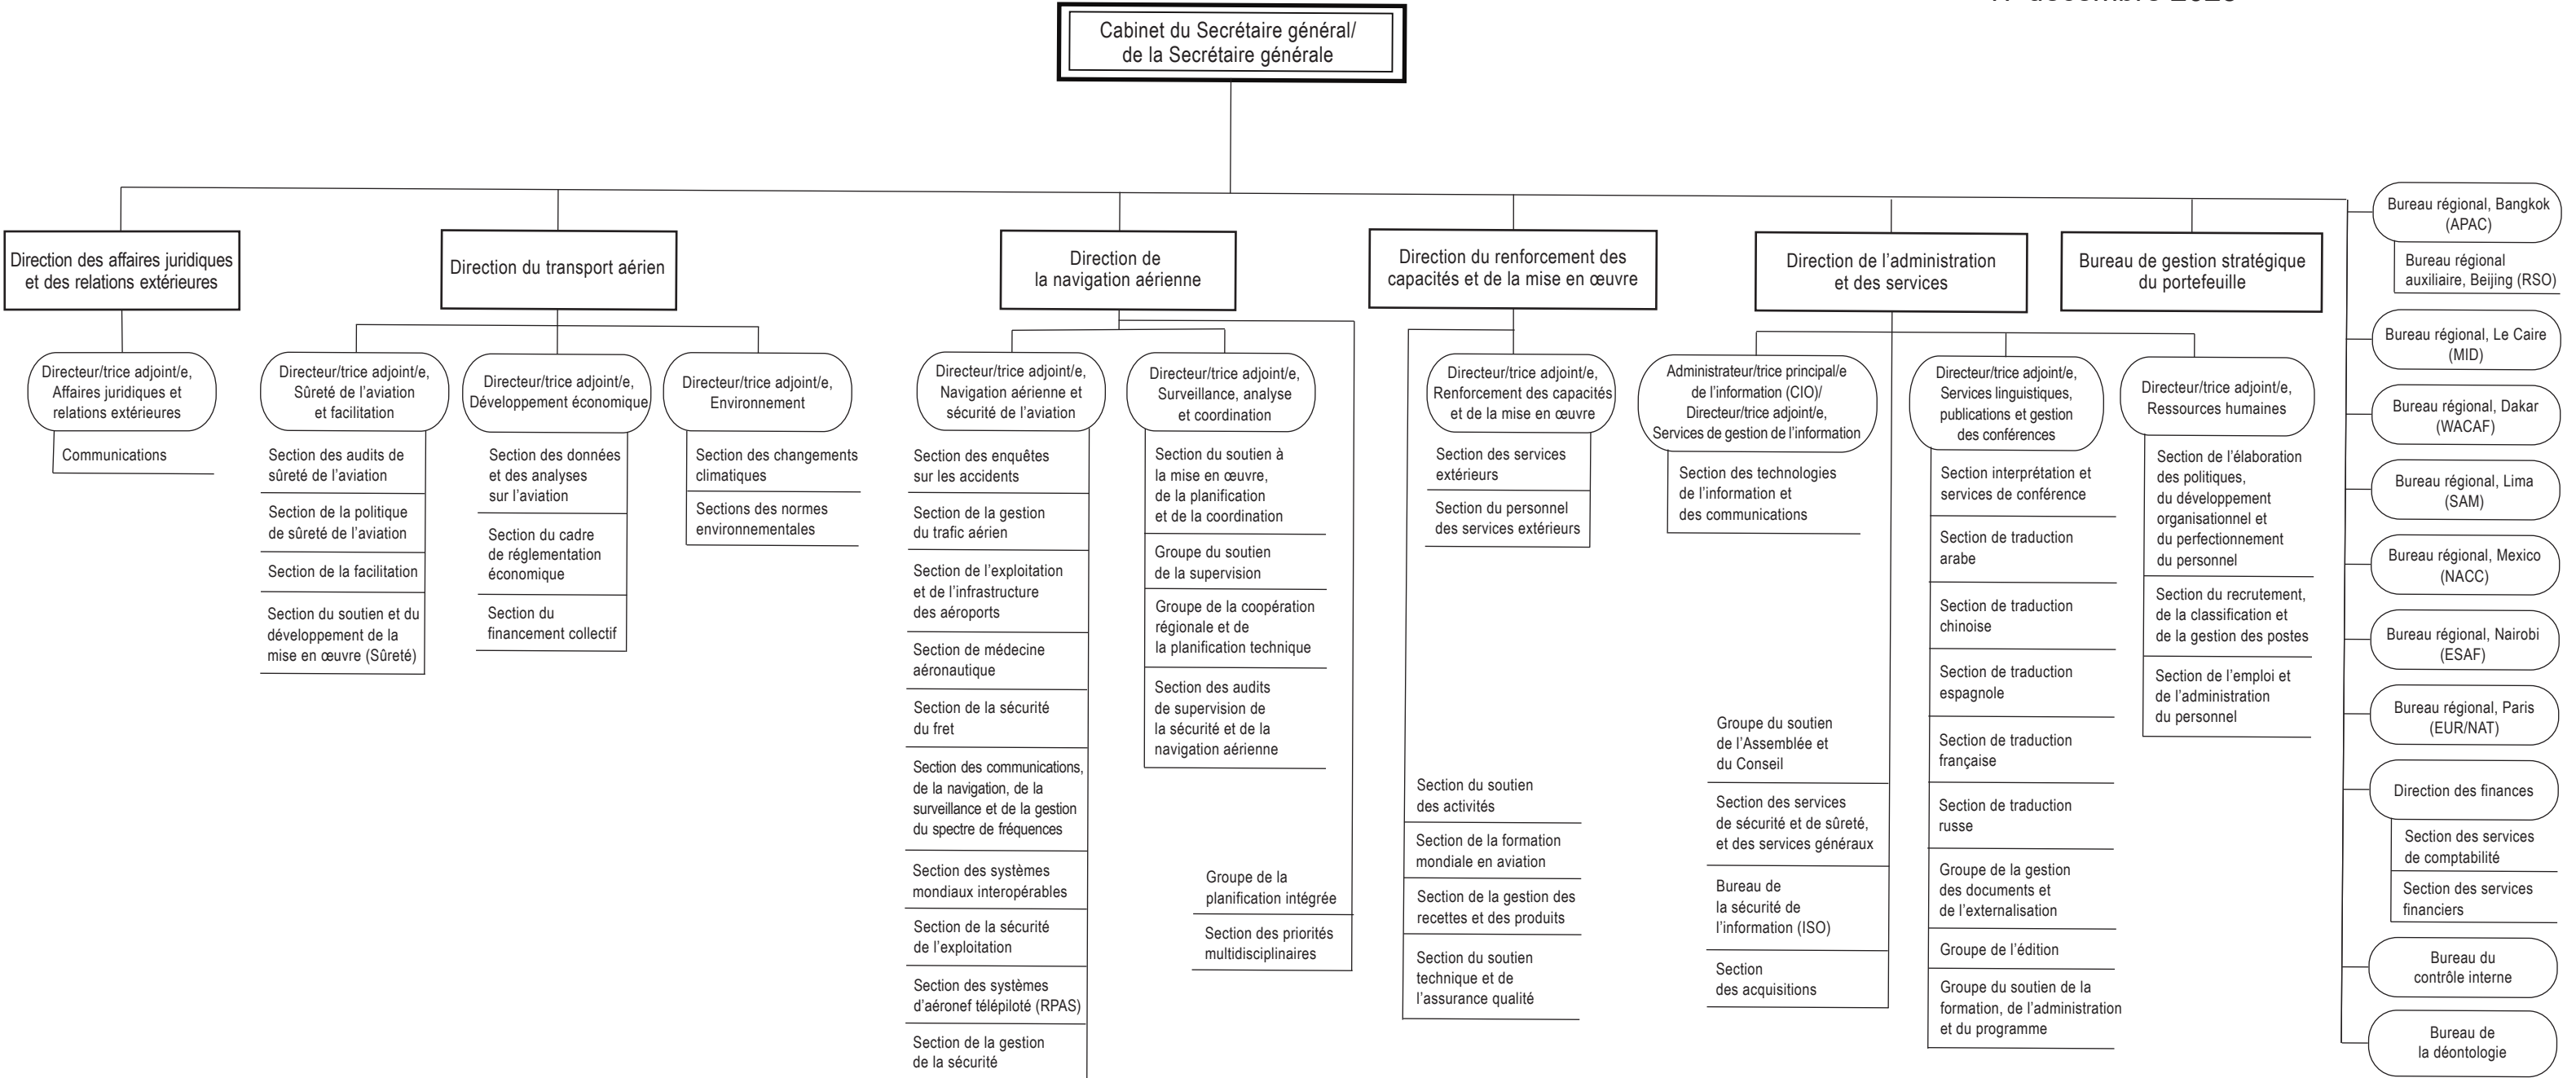 décembre 2025
Cabinet du Secrétaire général/
de la Secrétaire générale
Direction des affaires juridiques
et des relations extérieures
Directeur/trice adjoint/e,
Affaires juridiques et
relations extérieures
Communications
Direction du transport aérien
Directeur/trice adjoint/e,
Sûreté de l'aviation
et facilitation
Section des audits de
sûreté de l'aviation
Section de la politique
de sûreté de l'aviation
Section de la facilitation
Section du soutien et du
développement de la
mise en œuvre (Sûreté)
Directeur/trice adjoint/e,
Développement économique
Section des données
et des analyses
sur l'aviation
Section du cadre
de réglementation
économique
Section du
financement collectif
Directeur/trice adjoint/e,
Environnement
Section des changements
climatiques
Sections des normes
environnementales
Direction de
la navigation aérienne
Directeur/trice adjoint/e,
Navigation aérienne et
sécurité de l'aviation
Section des enquêtes
sur les accidents
Section de la gestion
du trafic aérien
Section de l'exploitation
et de l'infrastructure
des aéroports
Section de médecine
aéronautique
Section de la sécurité
du fret
Section des communications,
de la navigation, de la
surveillance et de la gestion
du spectre de fréquences
Section des systèmes
mondiaux interopérables
Section de la sécurité
de l'exploitation
Section des systèmes
d'aéronef télépiloté (RPAS)
Section de la gestion
de la sécurité
Directeur/trice adjoint/e,
Surveillance, analyse
et coordination
Section du soutien à
la mise en œuvre,
de la planification
et de la coordination
Groupe du soutien
de la supervision
Groupe de la coopération
régionale et de
la planification technique
Section des audits
de supervision de
la sécurité et de la
navigation aérienne
Groupe de la
planification intégrée
Section des priorités
multidisciplinaires
Direction du renforcement des
capacités et de la mise en œuvre
Directeur/trice adjoint/e,
Renforcement des capacités
et de la mise en œuvre
Section des services
extérieurs
Section du personnel
des services extérieurs
Section du soutien
des activités
Section de la formation
mondiale en aviation
Section de la gestion des
recettes et des produits
Section du soutien
technique et de
l'assurance qualité
Direction de l'administration
et des services
Administrateur/trice principal/e
de l'information (CIO)/
Directeur/trice adjoint/e,
Services de gestion de l'information
Section des technologies
de l'information et
des communications
Groupe du soutien
de l'Assemblée et
du Conseil
Section des services
de sécurité et de sûreté,
et des services généraux
Bureau de
la sécurité de
l'information (ISO)
Section
des acquisitions
Directeur/trice adjoint/e,
Services linguistiques,
publications et gestion
des conférences
Section interprétation et
services de conférence
Section de traduction
arabe
Section de traduction
chinoise
Section de traduction
espagnole
Section de traduction
française
Section de traduction
russe
Groupe de la gestion
des documents et
de l'externalisation
Groupe de l'édition
Groupe du soutien de la
formation, de l'administration
et du programme
Directeur/trice adjoint/e,
Ressources humaines
Section de l'élaboration
des politiques,
du développement
organisationnel et
du perfectionnement
du personnel
Section du recrutement,
de la classification et
de la gestion des postes
Section de l'emploi et
de l'administration
du personnel
Bureau de gestion stratégique
du portefeuille
Bureau régional, Bangkok
(APAC)
Bureau régional
auxiliaire, Beijing (RSO)
Bureau régional, Le Caire
(MID)
Bureau régional, Dakar
(WACAF)
Bureau régional, Lima
(SAM)
Bureau régional, Mexico
(NACC)
Bureau régional, Nairobi
(ESAF)
Bureau régional, Paris
(EUR/NAT)
Direction des finances
Section des services
de comptabilité
Section des services
financiers
Bureau du
contrôle interne
Bureau de
la déontologie